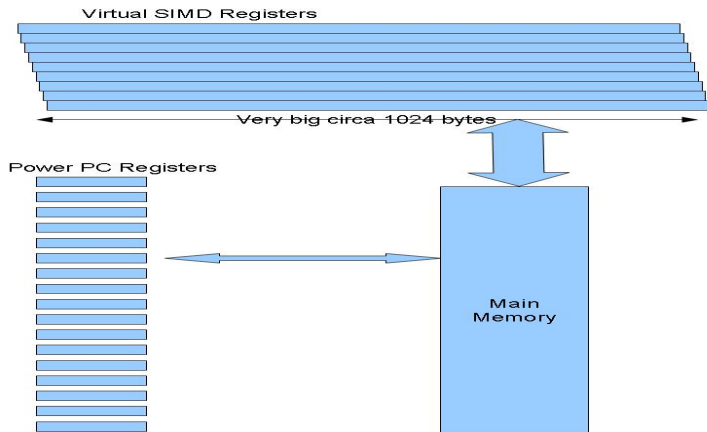 Virtual SIMD Registers
Very big circa 1024 bytes
Power PC Registers
Main
Memory